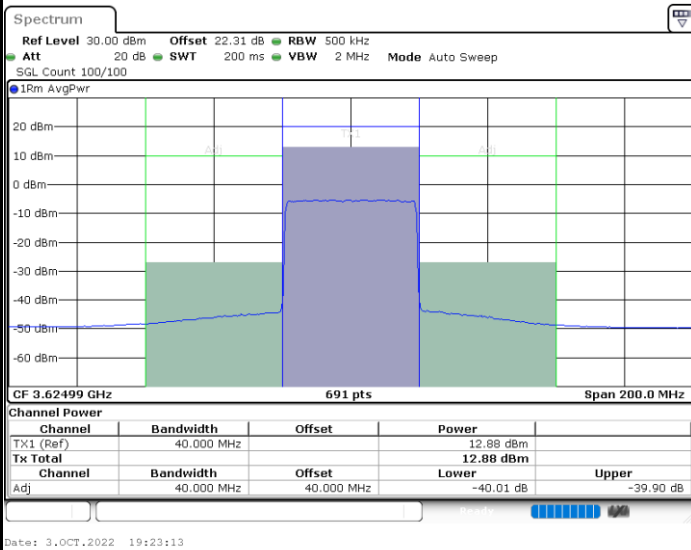 Spectrum
Ref Level 30.00 dBm Offset 22.31 dB RBW 500 kHz
Att 20 dB SWT 200 ms VBW 2 MHz Mode Auto Sweep
SGL Count 100/100
1Rm AvgPwr
20 dBm
TX1
10 dBm
Adj
Adj
0 dBm
-10 dBm
-20 dBm
-30 dBm
-40 dBm
-50 dBm
-60 dBm
CF 3.62499 GHz 691 pts Span 200.0 MHz
Channel Power
Channel Bandwidth Offset Power
TX1 (Ref) 40.000 MHz 12.88 dBm
Tx Total 12.88 dBm
Channel Bandwidth Offset Lower Upper
Adj 40.000 MHz 40.000 MHz -40.01 dB -39.90 dB
Ready
Date: 3.OCT.2022 19:23:13